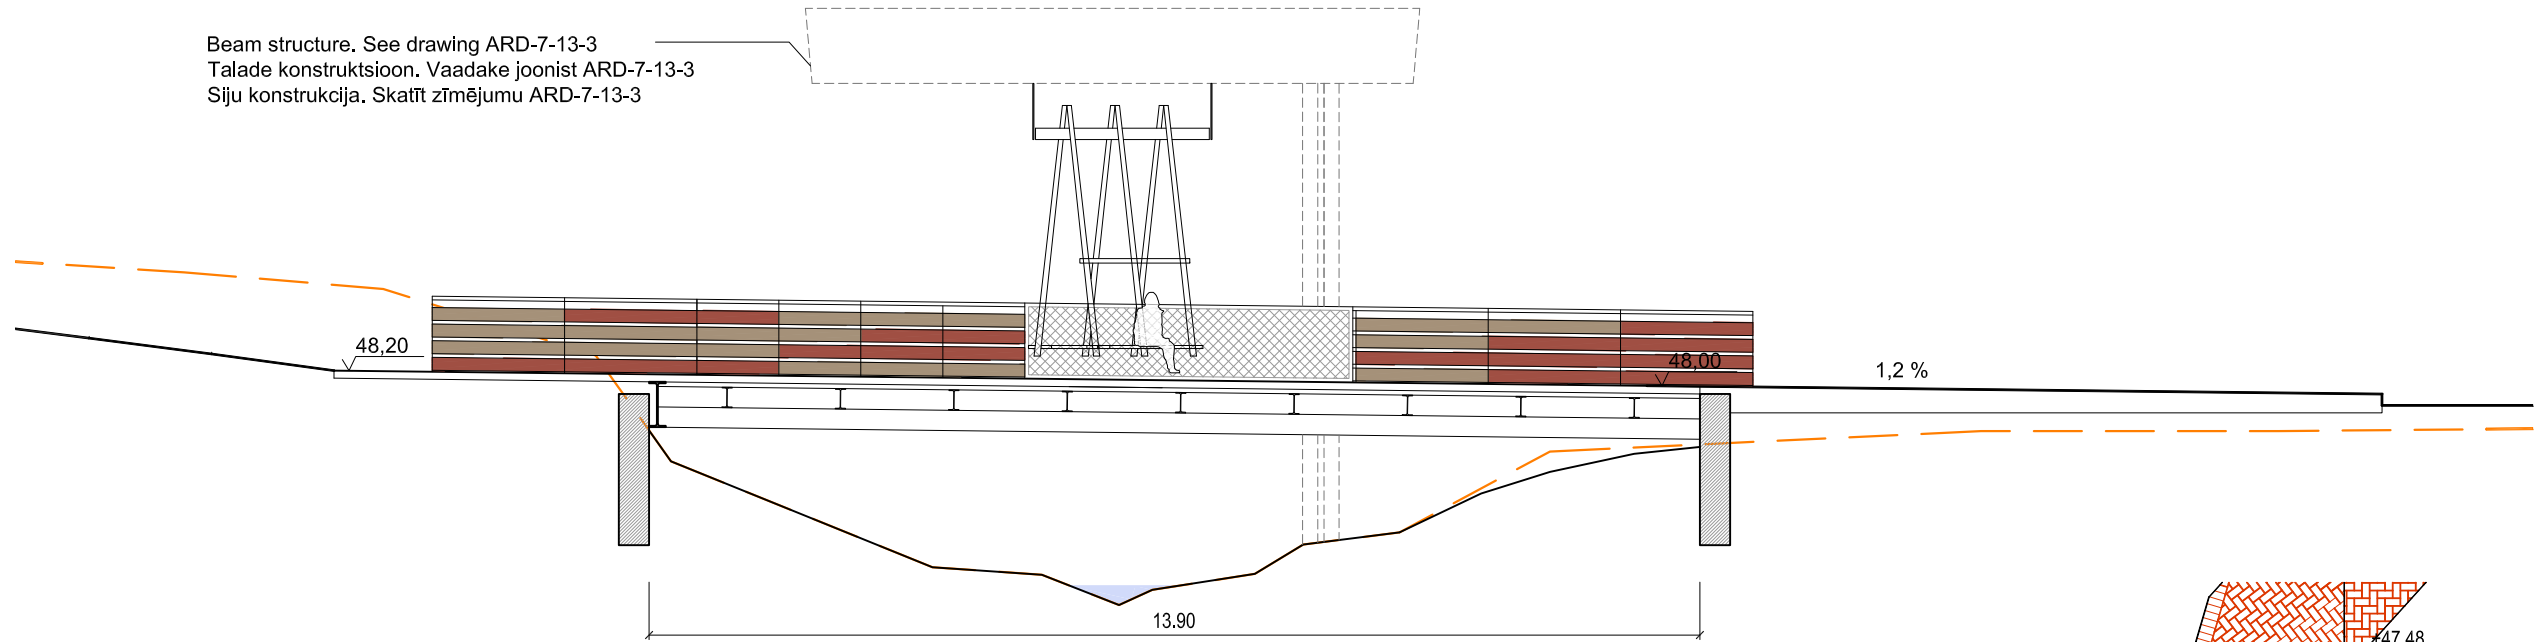 Beam structure. See drawing ARD-7-13-3
Talade konstruktsioon. Vaadake joonist ARD-7-13-3
Siju konstrukcija. Skatīt zīmējumu ARD-7-13-3
48,20
48,00
1,2 %
13.90
+47,48